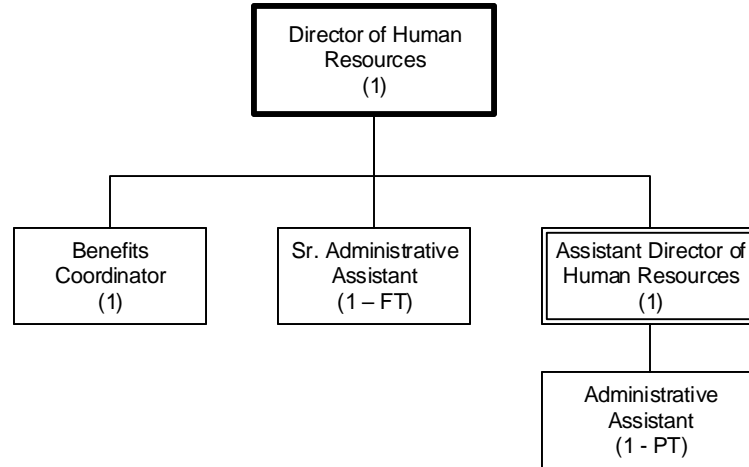 Director of Human
Resources
(1)
Benefits
Coordinator
(1)
Sr. Administrative
Assistant
(1 – FT)
Assistant Director of
Human Resources
(1)
Administrative
Assistant
(1 - PT)